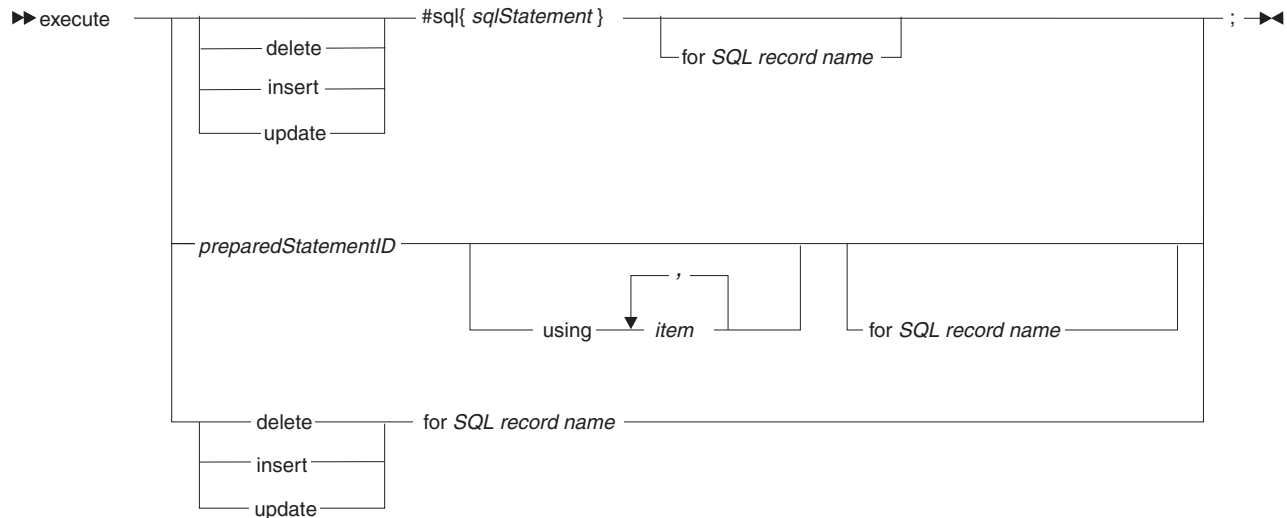 execute #sql{ sqlStatement } ;
delete
for SQL record name
insert
update
preparedStatementID
,
using item
for SQL record name
delete for SQL record name
insert
update